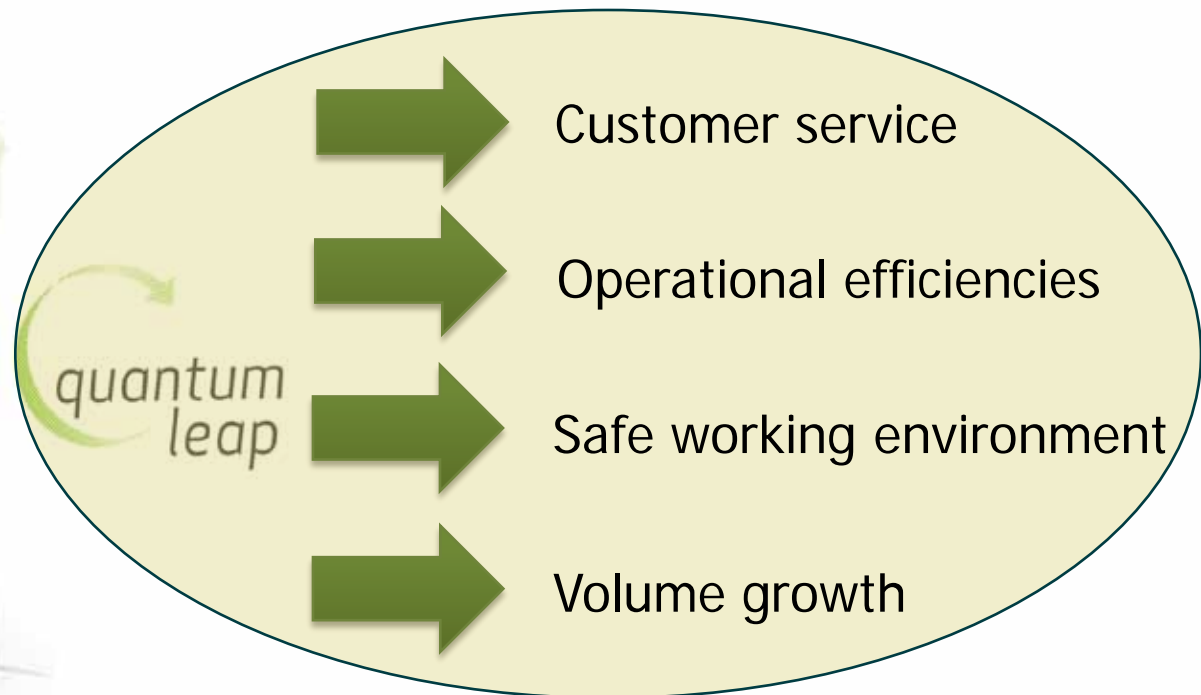 Customer service
Operational efficiencies
quantum
leap
Safe working environment
Volume growth